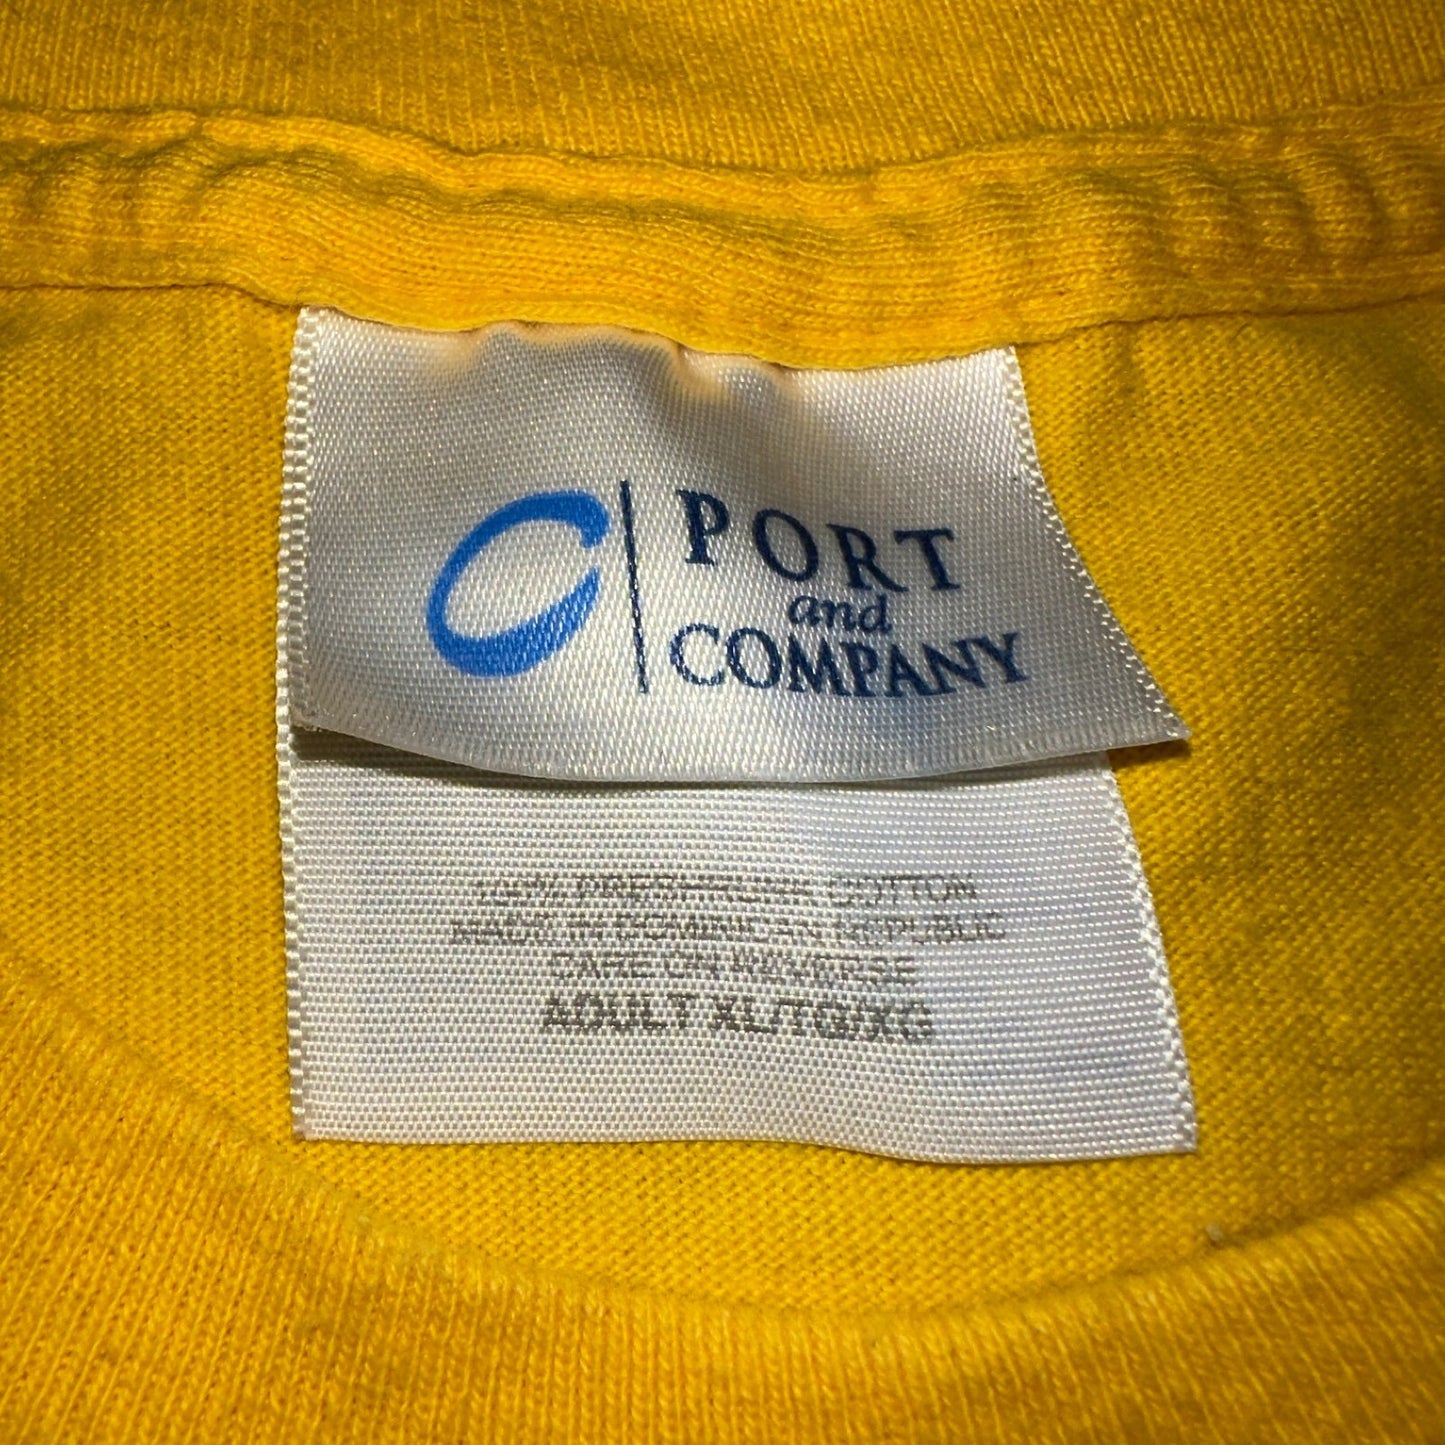 PORT
and
COMPANY
100% PRESHRUNK COTTON
MADE IN DOMINICAN REPUBLIC
CARE ON REVERSE
ADULT XL/TG/XG